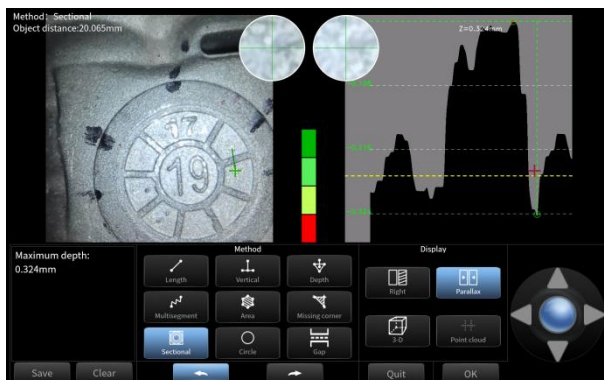 Method: Sectional
Object distance:20.065mm
Z=0.324mm
17
19
Maximum depth:
0.324mm
Method
Length
Vertical
Depth
Multisegment
Area
Missing corner
Sectional
Circle
Gap
Display
Right
Parallax
3-D
Point cloud
Save
Clear
Quit
OK